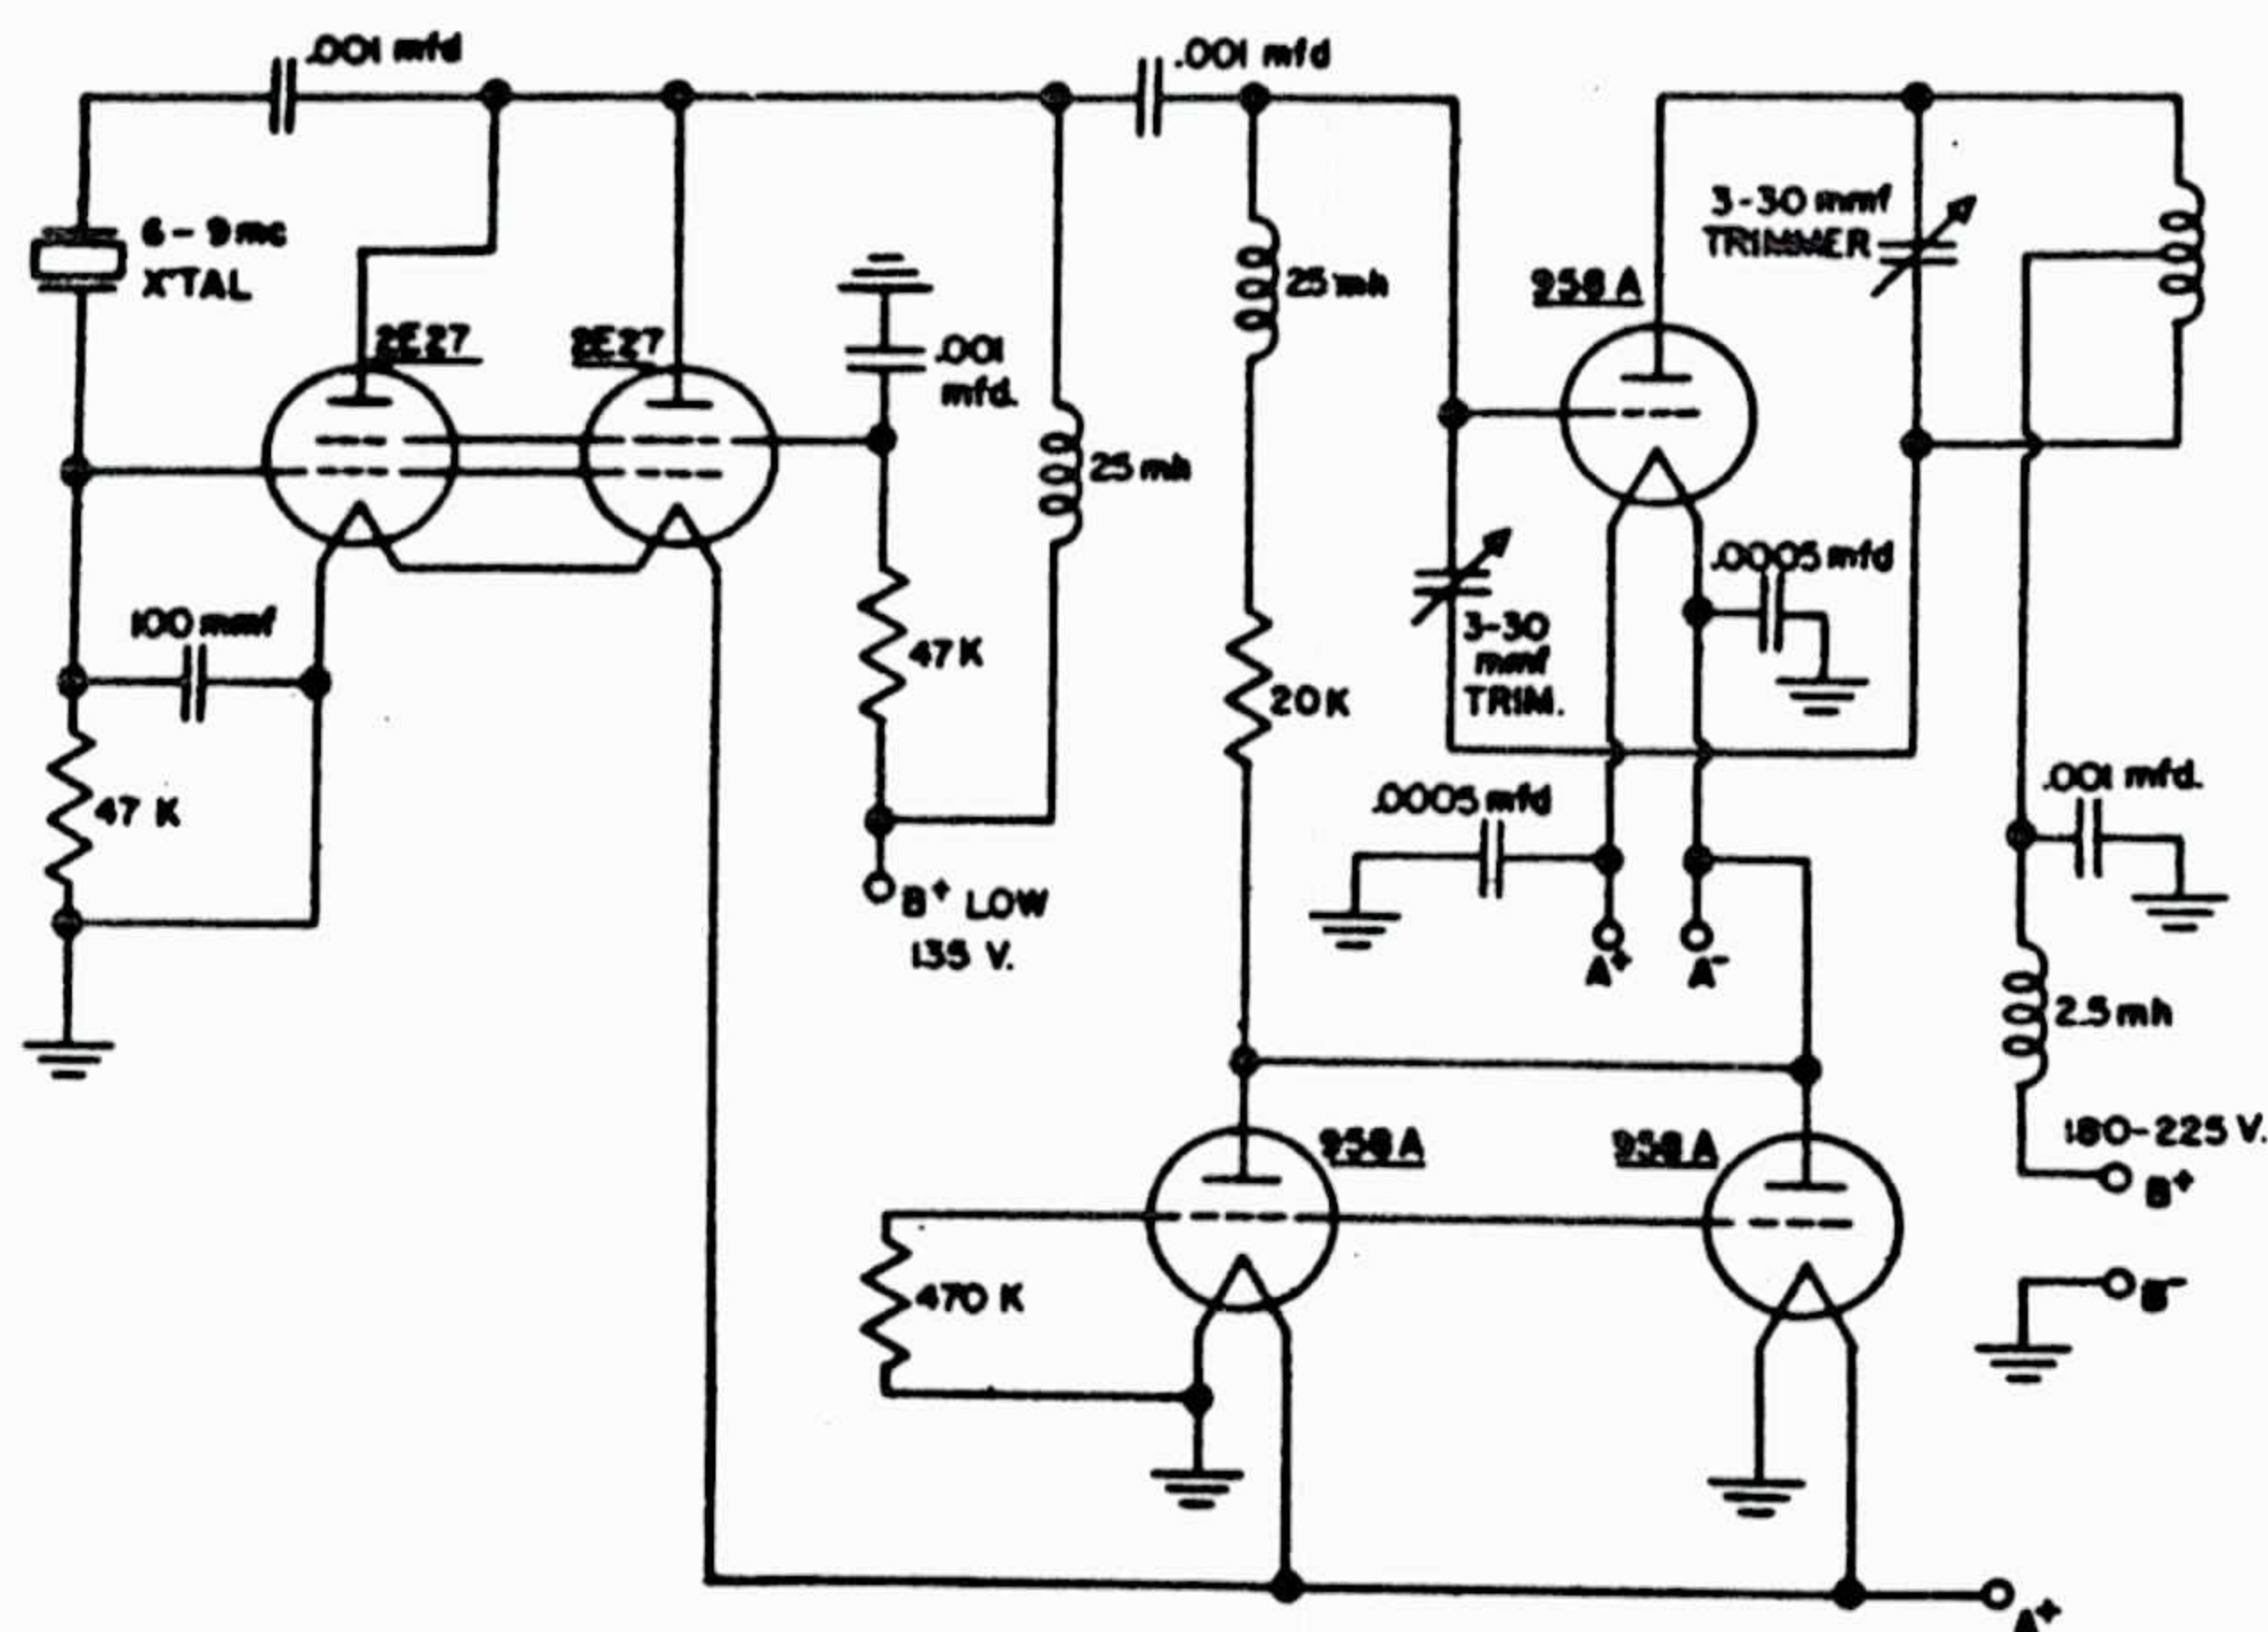 .001 mfd
.001 mfd
6-9 mc
X'TAL
3-30 mmf
TRIMMER
25 mh
958 A
2E27
2E27
.001
mfd.
25 mh
.0005 mfd
100 mmf
3-30
mmf
TRIM.
47 K
20 K
47 K
.0005 mfd
.001 mfd.
B+ LOW
135 V.
A+
A-
2.5 mh
180-225 V.
B+
958 A
958 A
470 K
B-
A+